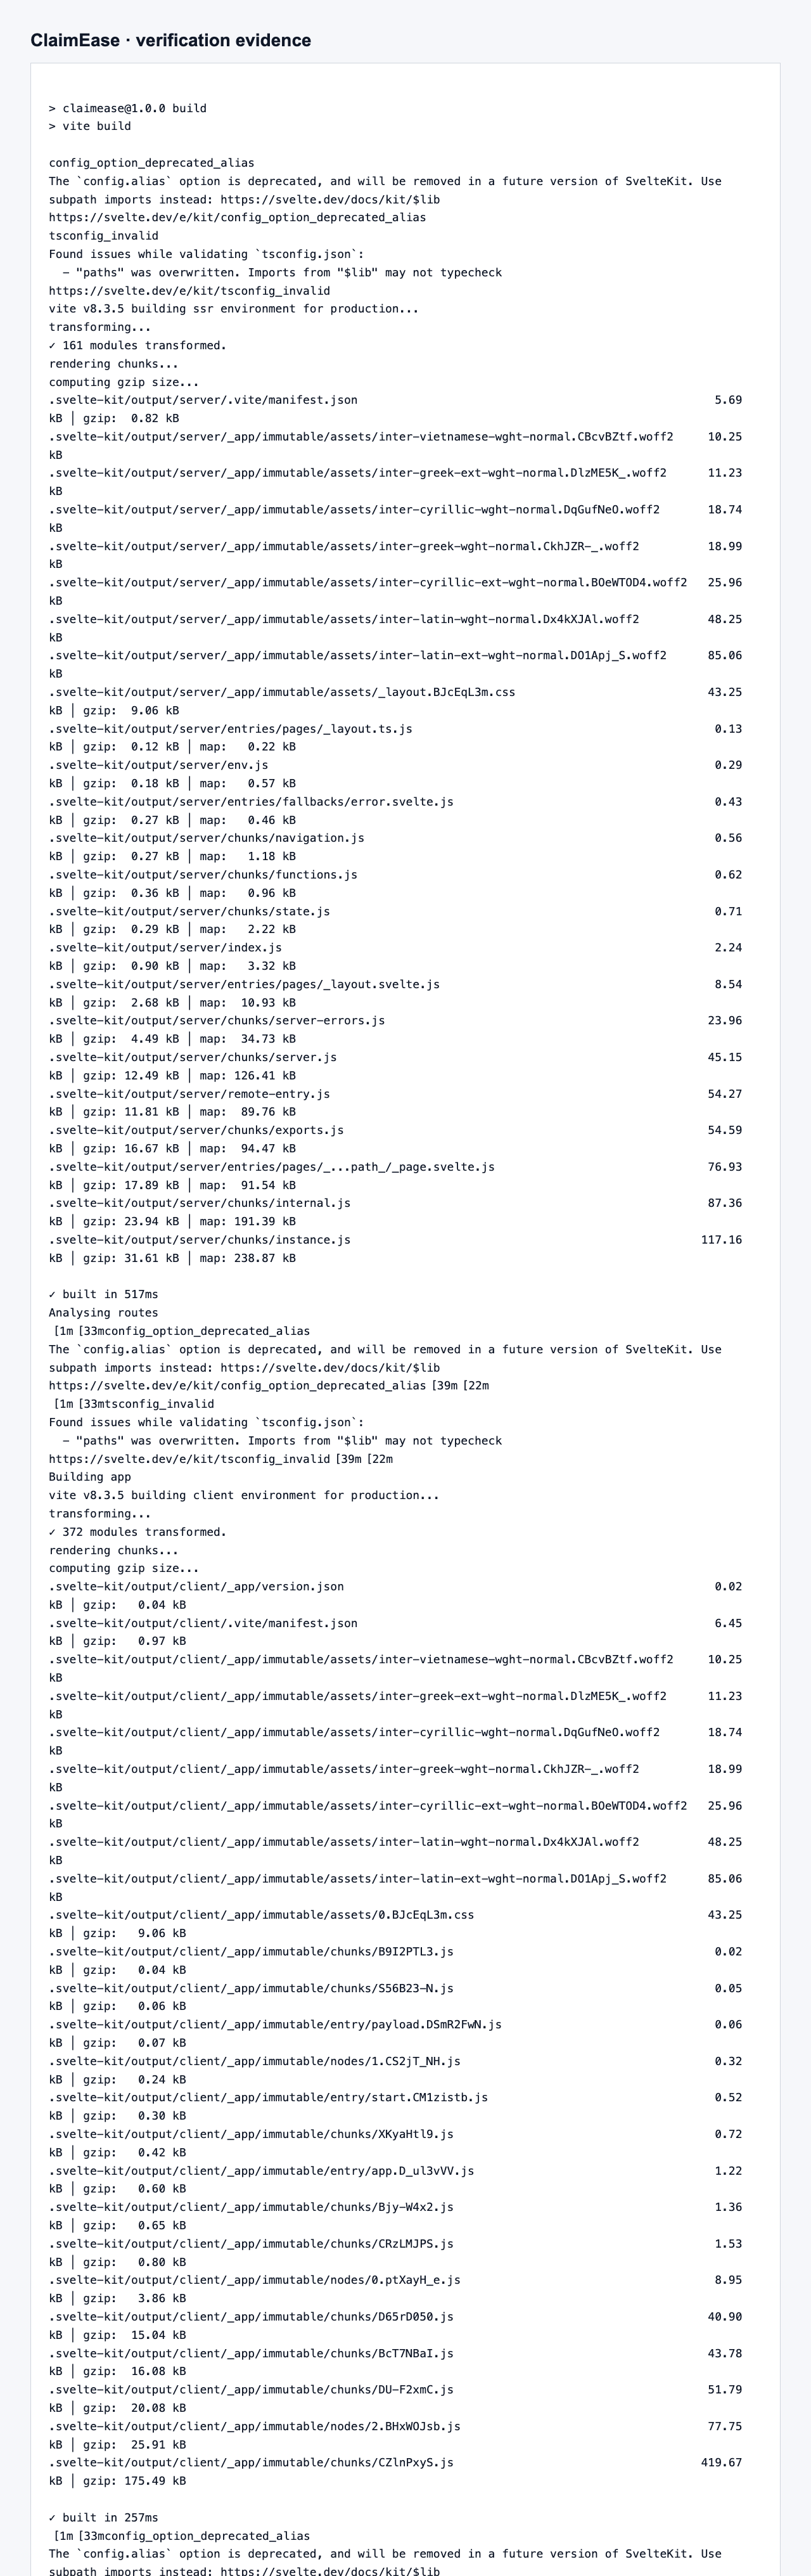 ClaimEase · verification evidence
> claimease@1.0.0 build
> vite build
config_option_deprecated_alias
The `config.alias` option is deprecated, and will be removed in a future version of SvelteKit. Use
subpath imports instead: https://svelte.dev/docs/kit/$lib
https://svelte.dev/e/kit/config_option_deprecated_alias
tsconfig_invalid
Found issues while validating `tsconfig.json`:
  – "paths" was overwritten. Imports from "$lib" may not typecheck
https://svelte.dev/e/kit/tsconfig_invalid
vite v8.3.5 building ssr environment for production...
transforming...
✓ 161 modules transformed.
rendering chunks...
computing gzip size...
.svelte-kit/output/server/.vite/manifest.json 5.69
kB │ gzip:  0.82 kB
.svelte-kit/output/server/_app/immutable/assets/inter-vietnamese-wght-normal.CBcvBZtf.woff2 10.25
kB
.svelte-kit/output/server/_app/immutable/assets/inter-greek-ext-wght-normal.DlzME5K_.woff2 11.23
kB
.svelte-kit/output/server/_app/immutable/assets/inter-cyrillic-wght-normal.DqGufNeO.woff2 18.74
kB
.svelte-kit/output/server/_app/immutable/assets/inter-greek-wght-normal.CkhJZR-_.woff2 18.99
kB
.svelte-kit/output/server/_app/immutable/assets/inter-cyrillic-ext-wght-normal.BOeWTOD4.woff2 25.96
kB
.svelte-kit/output/server/_app/immutable/assets/inter-latin-wght-normal.Dx4kXJAl.woff2 48.25
kB
.svelte-kit/output/server/_app/immutable/assets/inter-latin-ext-wght-normal.DO1Apj_S.woff2 85.06
kB
.svelte-kit/output/server/_app/immutable/assets/_layout.BJcEqL3m.css 43.25
kB │ gzip:  9.06 kB
.svelte-kit/output/server/entries/pages/_layout.ts.js 0.13
kB │ gzip:  0.12 kB │ map:   0.22 kB
.svelte-kit/output/server/env.js 0.29
kB │ gzip:  0.18 kB │ map:   0.57 kB
.svelte-kit/output/server/entries/fallbacks/error.svelte.js 0.43
kB │ gzip:  0.27 kB │ map:   0.46 kB
.svelte-kit/output/server/chunks/navigation.js 0.56
kB │ gzip:  0.27 kB │ map:   1.18 kB
.svelte-kit/output/server/chunks/functions.js 0.62
kB │ gzip:  0.36 kB │ map:   0.96 kB
.svelte-kit/output/server/chunks/state.js 0.71
kB │ gzip:  0.29 kB │ map:   2.22 kB
.svelte-kit/output/server/index.js 2.24
kB │ gzip:  0.90 kB │ map:   3.32 kB
.svelte-kit/output/server/entries/pages/_layout.svelte.js 8.54
kB │ gzip:  2.68 kB │ map:  10.93 kB
.svelte-kit/output/server/chunks/server-errors.js 23.96
kB │ gzip:  4.49 kB │ map:  34.73 kB
.svelte-kit/output/server/chunks/server.js 45.15
kB │ gzip: 12.49 kB │ map: 126.41 kB
.svelte-kit/output/server/remote-entry.js 54.27
kB │ gzip: 11.81 kB │ map:  89.76 kB
.svelte-kit/output/server/chunks/exports.js 54.59
kB │ gzip: 16.67 kB │ map:  94.47 kB
.svelte-kit/output/server/entries/pages/_...path_/_page.svelte.js 76.93
kB │ gzip: 17.89 kB │ map:  91.54 kB
.svelte-kit/output/server/chunks/internal.js 87.36
kB │ gzip: 23.94 kB │ map: 191.39 kB
.svelte-kit/output/server/chunks/instance.js 117.16
kB │ gzip: 31.61 kB │ map: 238.87 kB
✓ built in 517ms
Analysing routes
[1m [33mconfig_option_deprecated_alias
The `config.alias` option is deprecated, and will be removed in a future version of SvelteKit. Use
subpath imports instead: https://svelte.dev/docs/kit/$lib
https://svelte.dev/e/kit/config_option_deprecated_alias [39m [22m
[1m [33mtsconfig_invalid
Found issues while validating `tsconfig.json`:
  – "paths" was overwritten. Imports from "$lib" may not typecheck
https://svelte.dev/e/kit/tsconfig_invalid [39m [22m
Building app
vite v8.3.5 building client environment for production...
transforming...
✓ 372 modules transformed.
rendering chunks...
computing gzip size...
.svelte-kit/output/client/_app/version.json 0.02
kB │ gzip:   0.04 kB
.svelte-kit/output/client/.vite/manifest.json 6.45
kB │ gzip:   0.97 kB
.svelte-kit/output/client/_app/immutable/assets/inter-vietnamese-wght-normal.CBcvBZtf.woff2 10.25
kB
.svelte-kit/output/client/_app/immutable/assets/inter-greek-ext-wght-normal.DlzME5K_.woff2 11.23
kB
.svelte-kit/output/client/_app/immutable/assets/inter-cyrillic-wght-normal.DqGufNeO.woff2 18.74
kB
.svelte-kit/output/client/_app/immutable/assets/inter-greek-wght-normal.CkhJZR-_.woff2 18.99
kB
.svelte-kit/output/client/_app/immutable/assets/inter-cyrillic-ext-wght-normal.BOeWTOD4.woff2 25.96
kB
.svelte-kit/output/client/_app/immutable/assets/inter-latin-wght-normal.Dx4kXJAl.woff2 48.25
kB
.svelte-kit/output/client/_app/immutable/assets/inter-latin-ext-wght-normal.DO1Apj_S.woff2 85.06
kB
.svelte-kit/output/client/_app/immutable/assets/0.BJcEqL3m.css 43.25
kB │ gzip:   9.06 kB
.svelte-kit/output/client/_app/immutable/chunks/B9I2PTL3.js 0.02
kB │ gzip:   0.04 kB
.svelte-kit/output/client/_app/immutable/chunks/S56B23-N.js 0.05
kB │ gzip:   0.06 kB
.svelte-kit/output/client/_app/immutable/entry/payload.DSmR2FwN.js 0.06
kB │ gzip:   0.07 kB
.svelte-kit/output/client/_app/immutable/nodes/1.CS2jT_NH.js 0.32
kB │ gzip:   0.24 kB
.svelte-kit/output/client/_app/immutable/entry/start.CM1zistb.js 0.52
kB │ gzip:   0.30 kB
.svelte-kit/output/client/_app/immutable/chunks/XKyaHtl9.js 0.72
kB │ gzip:   0.42 kB
.svelte-kit/output/client/_app/immutable/entry/app.D_ul3vVV.js 1.22
kB │ gzip:   0.60 kB
.svelte-kit/output/client/_app/immutable/chunks/Bjy-W4x2.js 1.36
kB │ gzip:   0.65 kB
.svelte-kit/output/client/_app/immutable/chunks/CRzLMJPS.js 1.53
kB │ gzip:   0.80 kB
.svelte-kit/output/client/_app/immutable/nodes/0.ptXayH_e.js 8.95
kB │ gzip:   3.86 kB
.svelte-kit/output/client/_app/immutable/chunks/D65rD050.js 40.90
kB │ gzip:  15.04 kB
.svelte-kit/output/client/_app/immutable/chunks/BcT7NBaI.js 43.78
kB │ gzip:  16.08 kB
.svelte-kit/output/client/_app/immutable/chunks/DU-F2xmC.js 51.79
kB │ gzip:  20.08 kB
.svelte-kit/output/client/_app/immutable/nodes/2.BHxWOJsb.js 77.75
kB │ gzip:  25.91 kB
.svelte-kit/output/client/_app/immutable/chunks/CZlnPxyS.js 419.67
kB │ gzip: 175.49 kB
✓ built in 257ms
[1m [33mconfig_option_deprecated_alias
The `config.alias` option is deprecated, and will be removed in a future version of SvelteKit. Use
subpath imports instead: https://svelte.dev/docs/kit/$lib